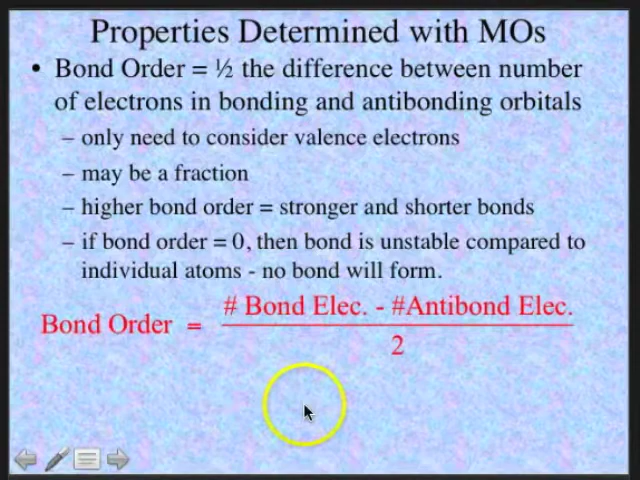 Properties Determined with MOs
• Bond Order = ½ the difference between number
of electrons in bonding and antibonding orbitals
– only need to consider valence electrons
– may be a fraction
– higher bond order = stronger and shorter bonds
– if bond order = 0, then bond is unstable compared to
individual atoms - no bond will form.
# Bond Elec. - #Antibond Elec.
Bond Order =
2